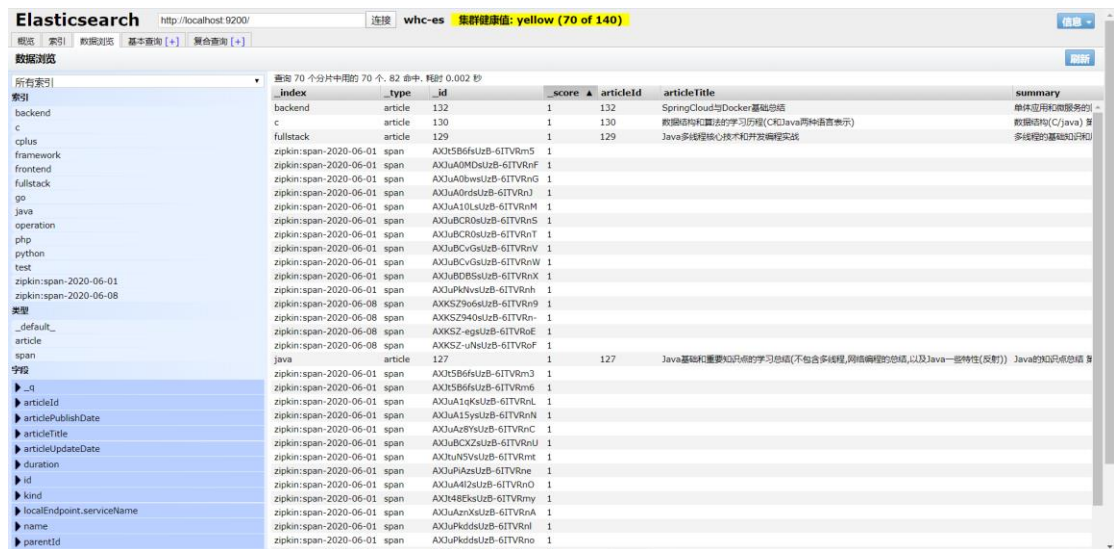 Elasticsearch http://localhost:9200/ 连接 whc-es 集群健康值: yellow (70 of 140) 信息
概览 索引 数据浏览 基本查询 [+] 复合查询 [+]
数据浏览 刷新
所有索引
索引
backend
c
cplus
framework
frontend
fullstack
go
java
operation
php
python
test
zipkin:span-2020-06-01
zipkin:span-2020-06-08
类型
_default_
article
span
字段
_q
articleId
articlePublishDate
articleTitle
articleUpdateDate
duration
id
kind
localEndpoint.serviceName
name
parentId
查询 70 个分片中用的 70 个. 82 命中. 耗时 0.002 秒
_index _type _id _score ▲ articleId articleTitle summary
backend article 132 1 132 SpringCloud与Docker基础总结 单体应用和微服务的
c article 130 1 130 数据结构和算法的学习历程(C和Java两种语言表示) 数据结构(C/java) 第
fullstack article 129 1 129 Java多线程核心技术和并发编程实战 多线程的基础知识和
zipkin:span-2020-06-01 span AXJt5B6fsUzB-6ITVRm5 1
zipkin:span-2020-06-01 span AXJuA0MDsUzB-6ITVRnF 1
zipkin:span-2020-06-01 span AXJuA0bwsUzB-6ITVRnG 1
zipkin:span-2020-06-01 span AXJuA0rdsUzB-6ITVRnJ 1
zipkin:span-2020-06-01 span AXJuA10LsUzB-6ITVRnM 1
zipkin:span-2020-06-01 span AXJuBCR0sUzB-6ITVRnS 1
zipkin:span-2020-06-01 span AXJuBCR0sUzB-6ITVRnT 1
zipkin:span-2020-06-01 span AXJuBCvGsUzB-6ITVRnV 1
zipkin:span-2020-06-01 span AXJuBCvGsUzB-6ITVRnW 1
zipkin:span-2020-06-01 span AXJuBDBSsUzB-6ITVRnX 1
zipkin:span-2020-06-01 span AXJuPkNvsUzB-6ITVRnh 1
zipkin:span-2020-06-08 span AXKSZ9o6sUzB-6ITVRn9 1
zipkin:span-2020-06-08 span AXKSZ940sUzB-6ITVRn- 1
zipkin:span-2020-06-08 span AXKSZ-egsUzB-6ITVRoE 1
zipkin:span-2020-06-08 span AXKSZ-uNsUzB-6ITVRoF 1
java article 127 1 127 Java基础和重要知识点的学习总结(不包含多线程,网络编程的总结,以及Java一些特性(反射)) Java的知识点总结 第
zipkin:span-2020-06-01 span AXJt5B6fsUzB-6ITVRm3 1
zipkin:span-2020-06-01 span AXJt5B6fsUzB-6ITVRm6 1
zipkin:span-2020-06-01 span AXJuA1qKsUzB-6ITVRnL 1
zipkin:span-2020-06-01 span AXJuA15ysUzB-6ITVRnN 1
zipkin:span-2020-06-01 span AXJuAz8YsUzB-6ITVRnC 1
zipkin:span-2020-06-01 span AXJuBCXZsUzB-6ITVRnU 1
zipkin:span-2020-06-01 span AXJtuN5VsUzB-6ITVRmt 1
zipkin:span-2020-06-01 span AXJuPiAzsUzB-6ITVRne 1
zipkin:span-2020-06-01 span AXJuA4l2sUzB-6ITVRnO 1
zipkin:span-2020-06-01 span AXJt48EksUzB-6ITVRmy 1
zipkin:span-2020-06-01 span AXJuAznXsUzB-6ITVRnA 1
zipkin:span-2020-06-01 span AXJuPkddsUzB-6ITVRnl 1
zipkin:span-2020-06-01 span AXJuPkddsUzB-6ITVRno 1